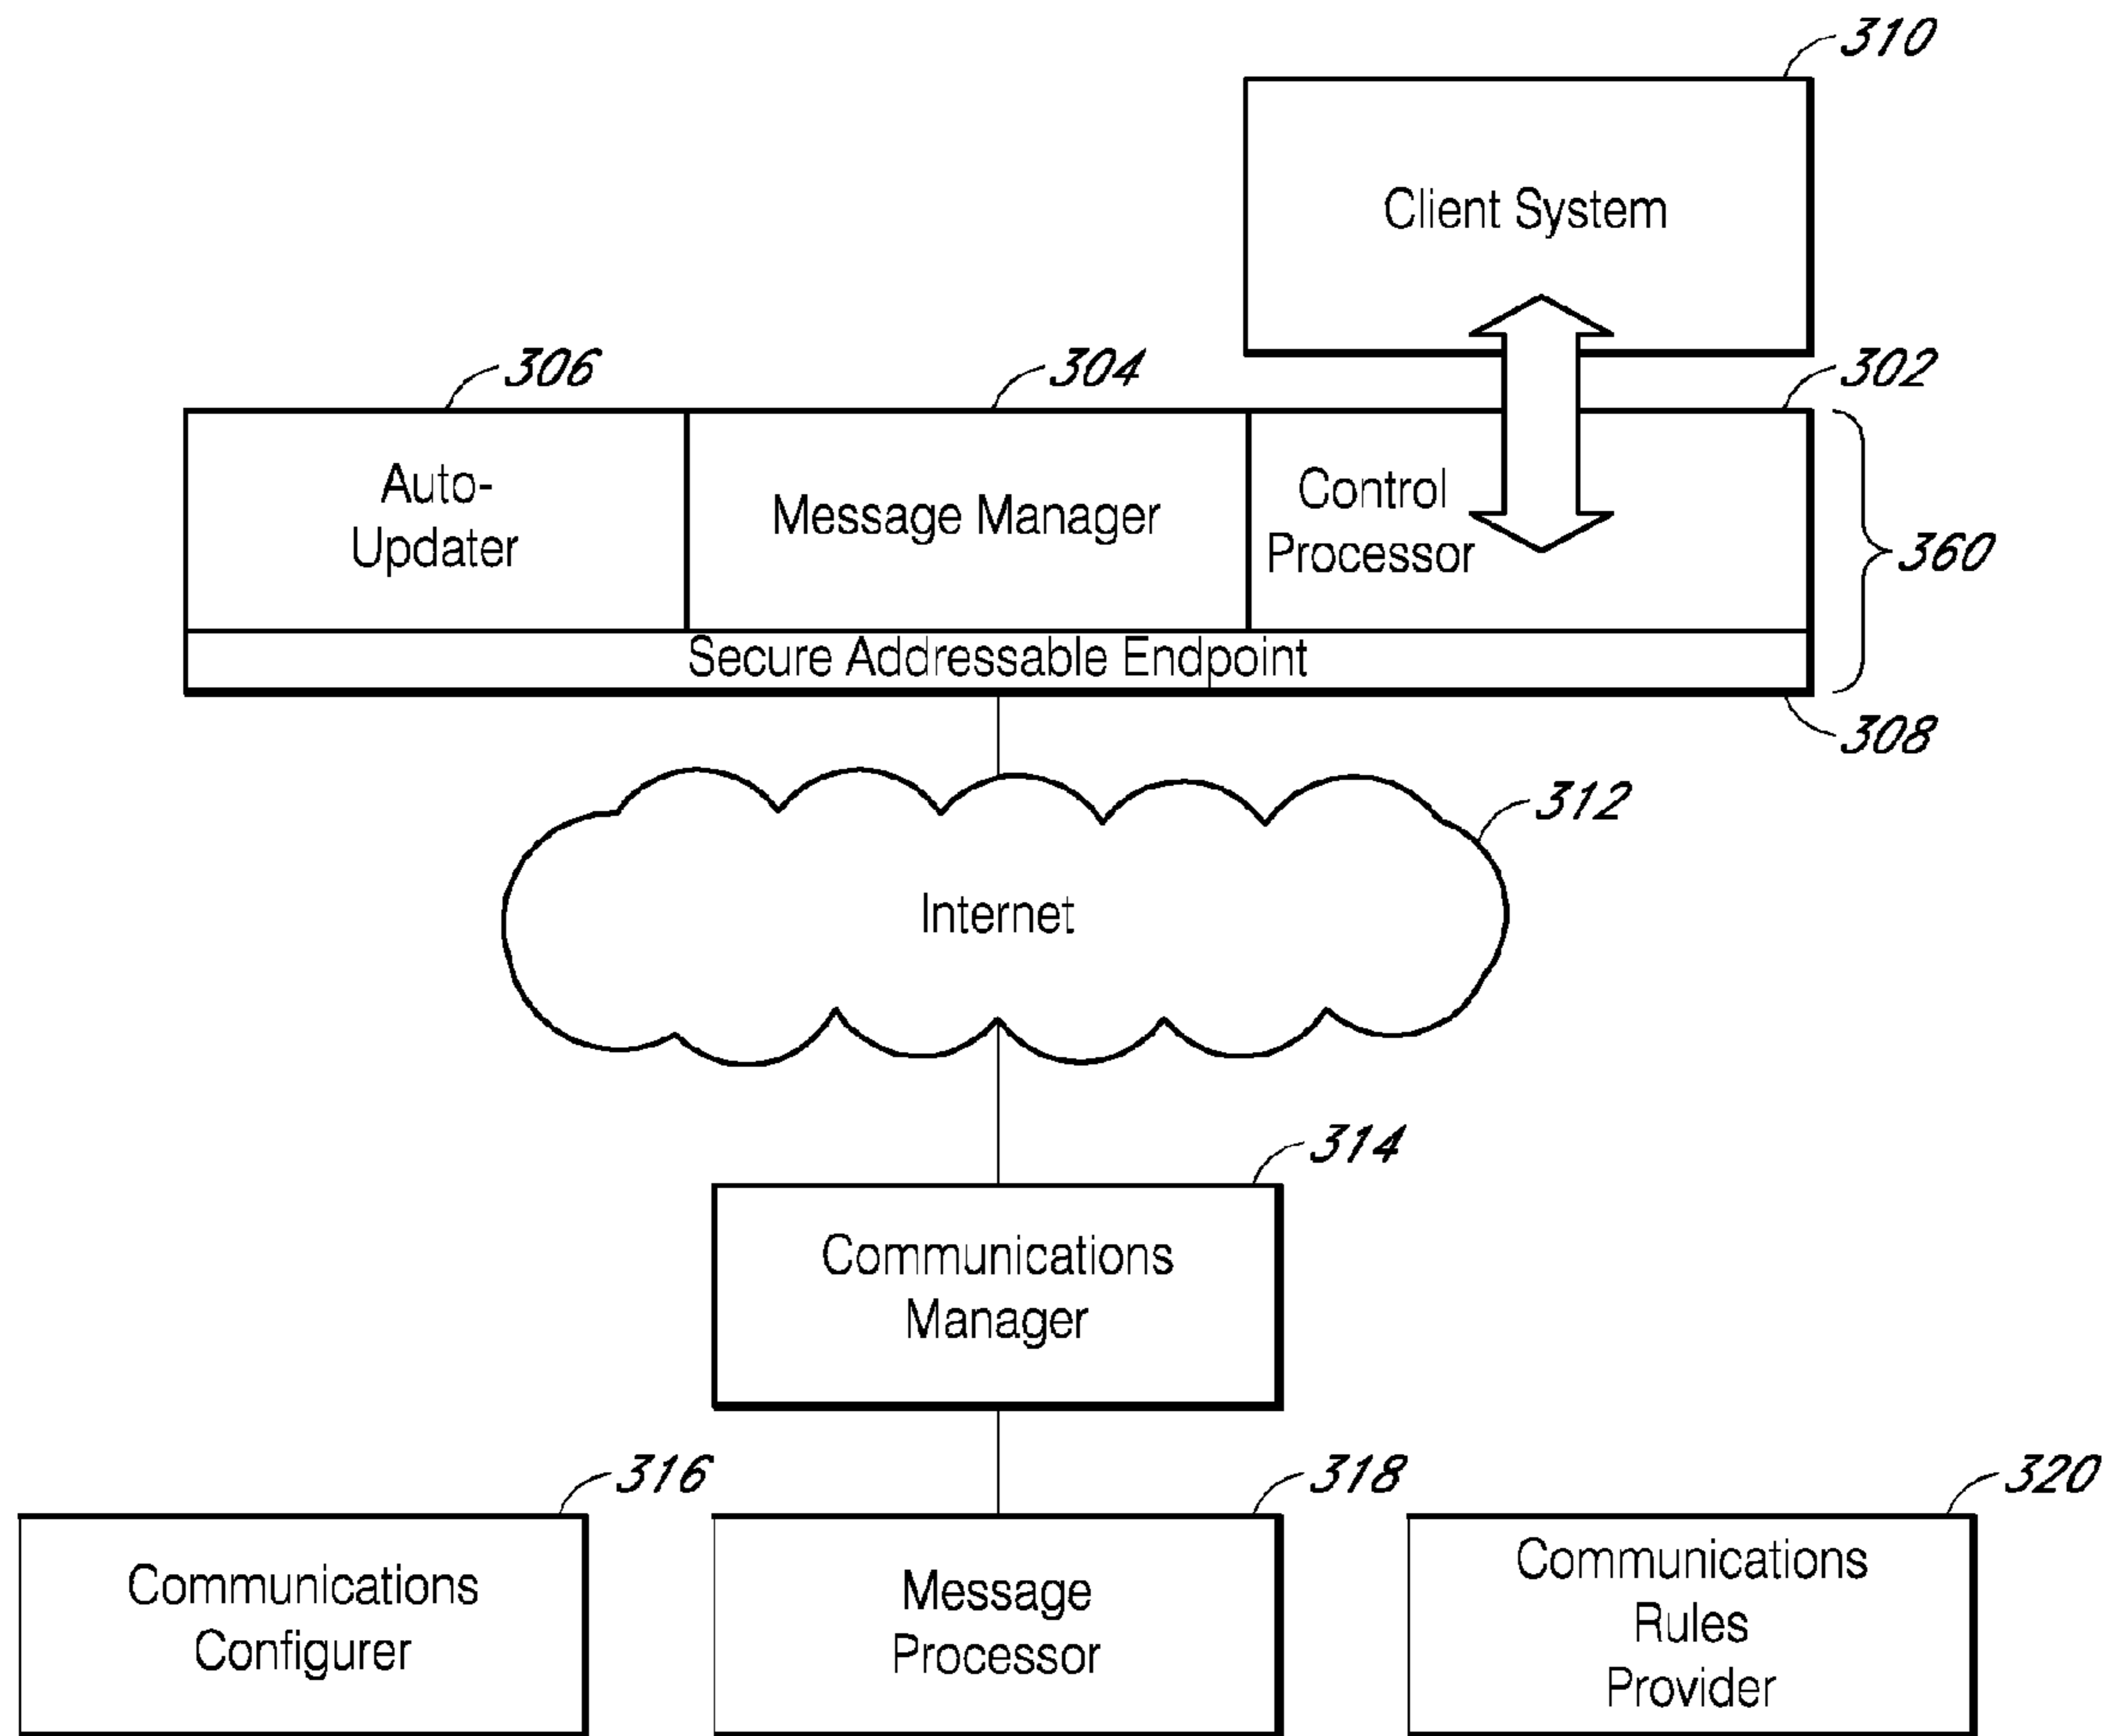 310
Client System
306
304
302
Auto-
Updater
Message Manager
Control
Processor
360
Secure Addressable Endpoint
308
312
Internet
314
Communications
Manager
316
318
320
Communications
Configurer
Message
Processor
Communications
Rules
Provider